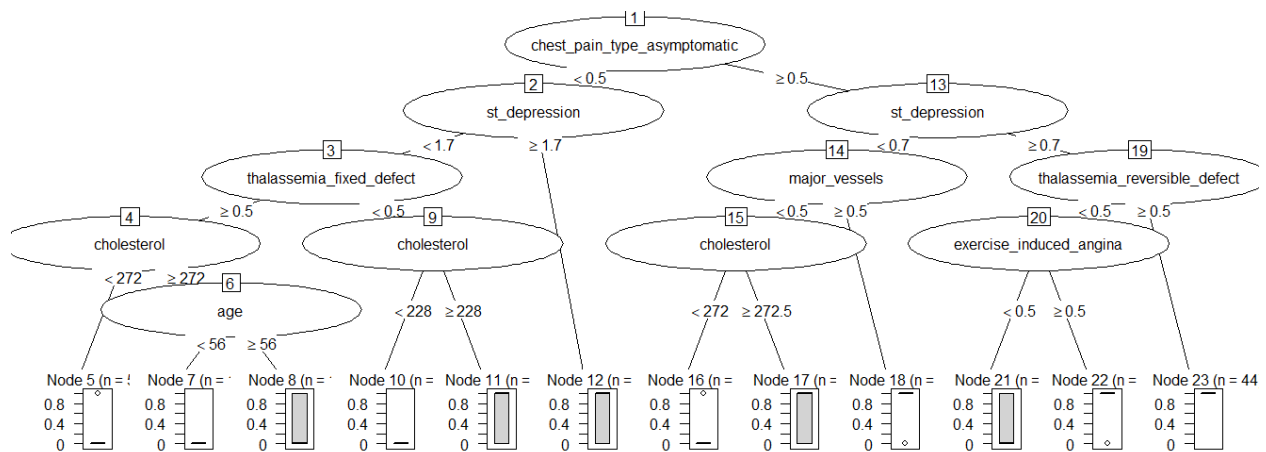 1
chest_pain_type_asymptomatic
< 0.5
≥ 0.5
2
st_depression
13
st_depression
< 1.7
≥ 1.7
< 0.7
≥ 0.7
3
thalassemia_fixed_defect
14
major_vessels
19
thalassemia_reversible_defect
≥ 0.5
< 0.5
< 0.5
≥ 0.5
< 0.5
≥ 0.5
4
cholesterol
9
cholesterol
15
cholesterol
20
exercise_induced_angina
< 272
≥ 272
6
age
< 228
≥ 228
< 272
≥ 272.5
< 0.5
≥ 0.5
< 56
≥ 56
Node 5 (n =
Node 7 (n =
Node 8 (n =
Node 10 (n =
Node 11 (n =
Node 12 (n =
Node 16 (n =
Node 17 (n =
Node 18 (n =
Node 21 (n =
Node 22 (n =
Node 23 (n = 44
0.8 0.8 0.8 0.8 0.8 0.8 0.8 0.8 0.8 0.8 0.8 0.8
0.4 0.4 0.4 0.4 0.4 0.4 0.4 0.4 0.4 0.4 0.4 0.4
0 0 0 0 0 0 0 0 0 0 0 0